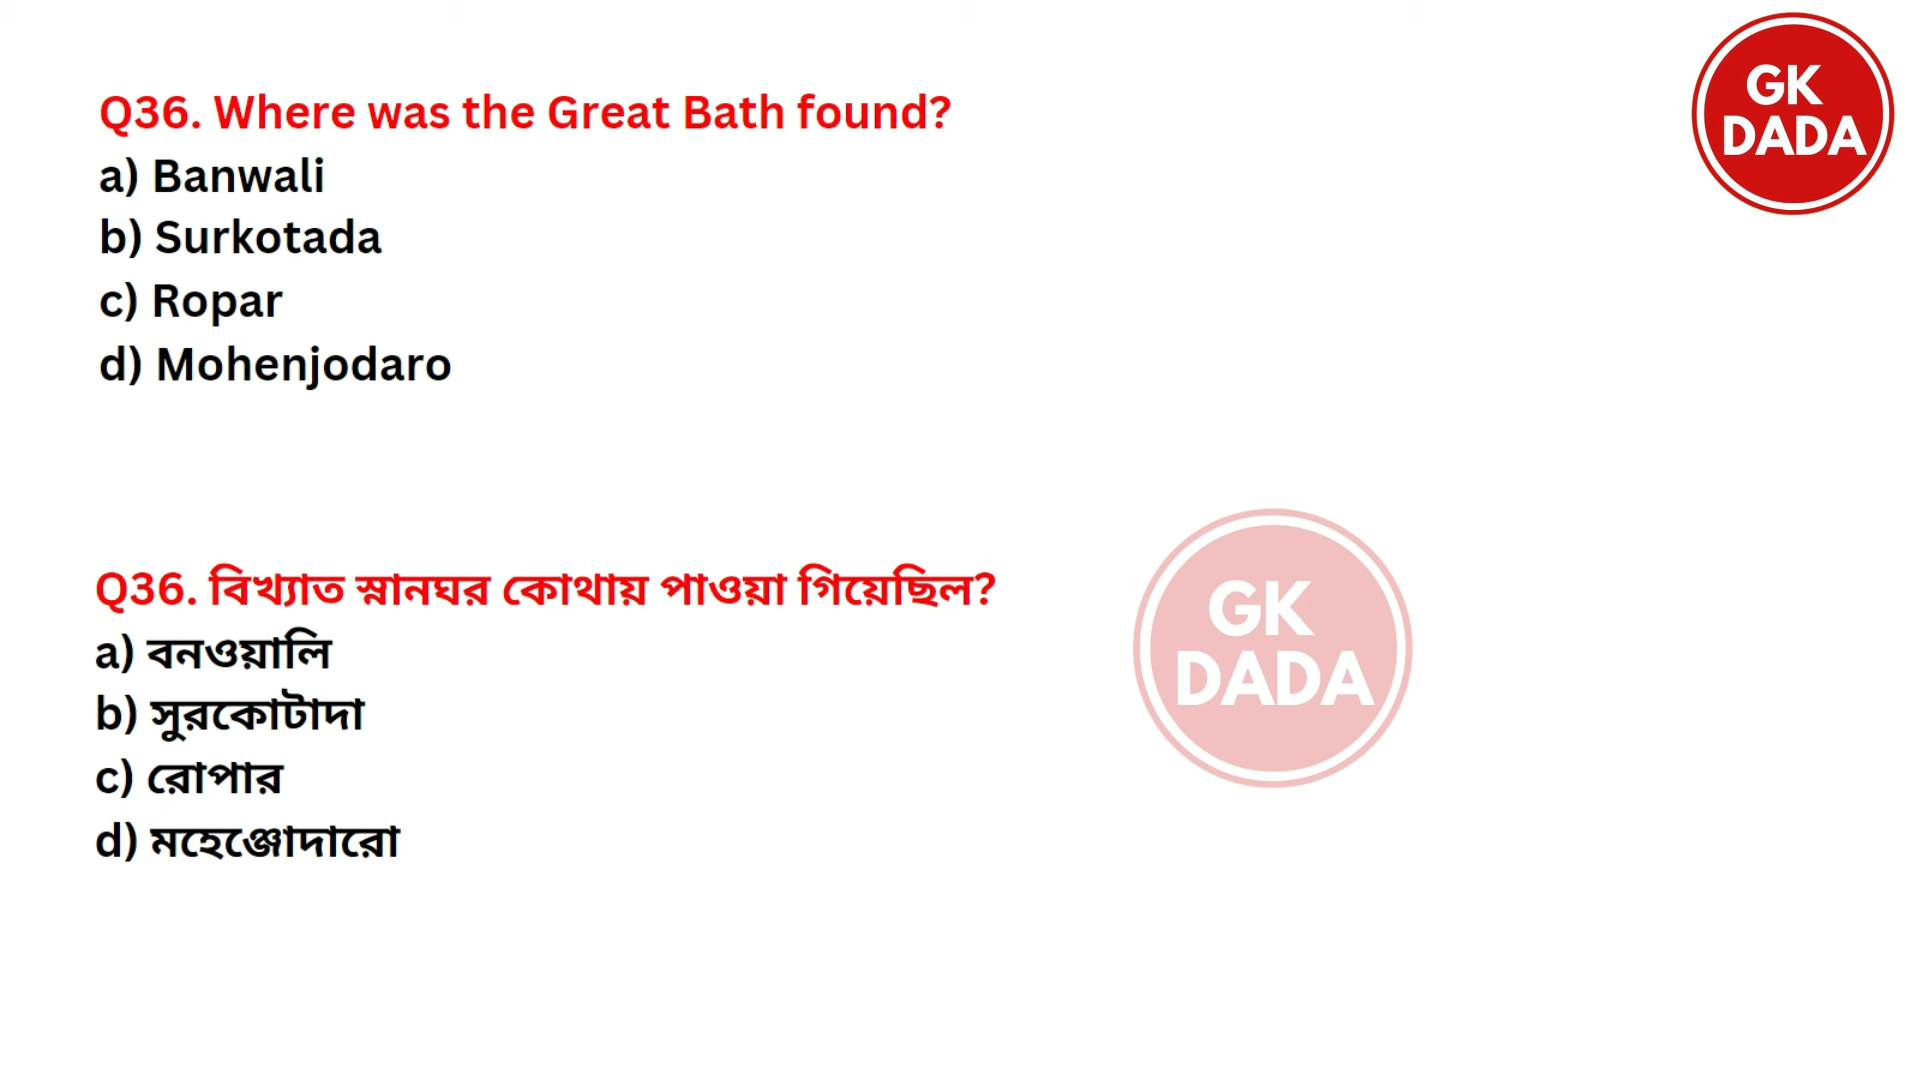 Q36. Where was the Great Bath found?
a) Banwali
b) Surkotada
c) Ropar
d) Mohenjodaro
GK
DADA
Q36. বিখ্যাত স্নানঘর কোথায় পাওয়া গিয়েছিল?
a) বনওয়ালি
b) সুরকোটাদা
c) রোপার
d) মহেঞ্জোদারো
GK
DADA